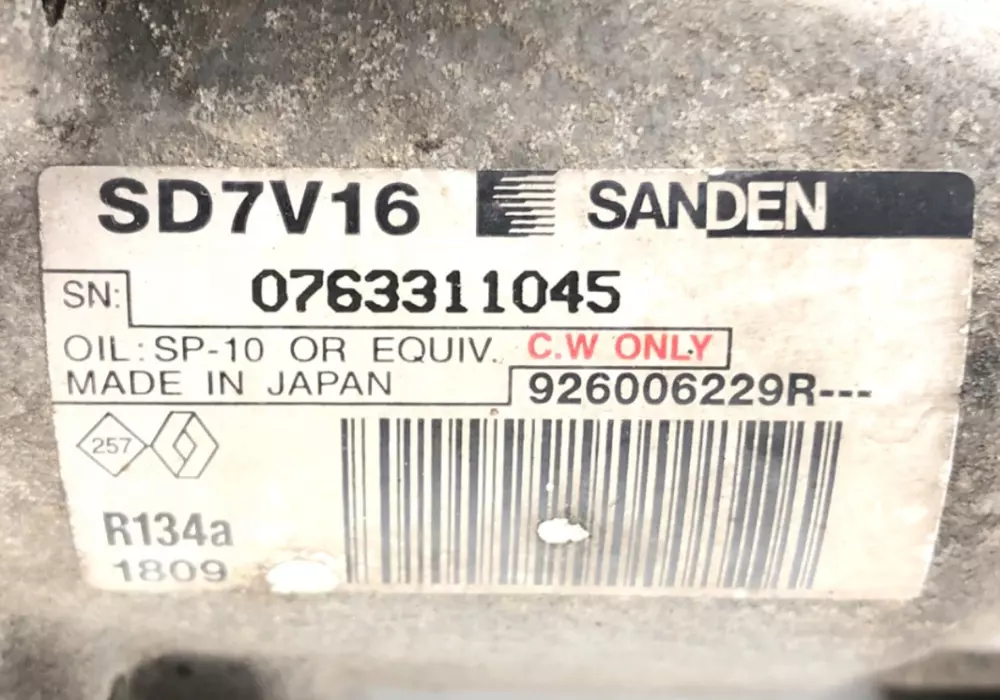 SD7V16 SANDEN
SN: 0763311045
OIL: SP-10 OR EQUIV. C.W ONLY
MADE IN JAPAN 926006229R---
257
R134a
1809